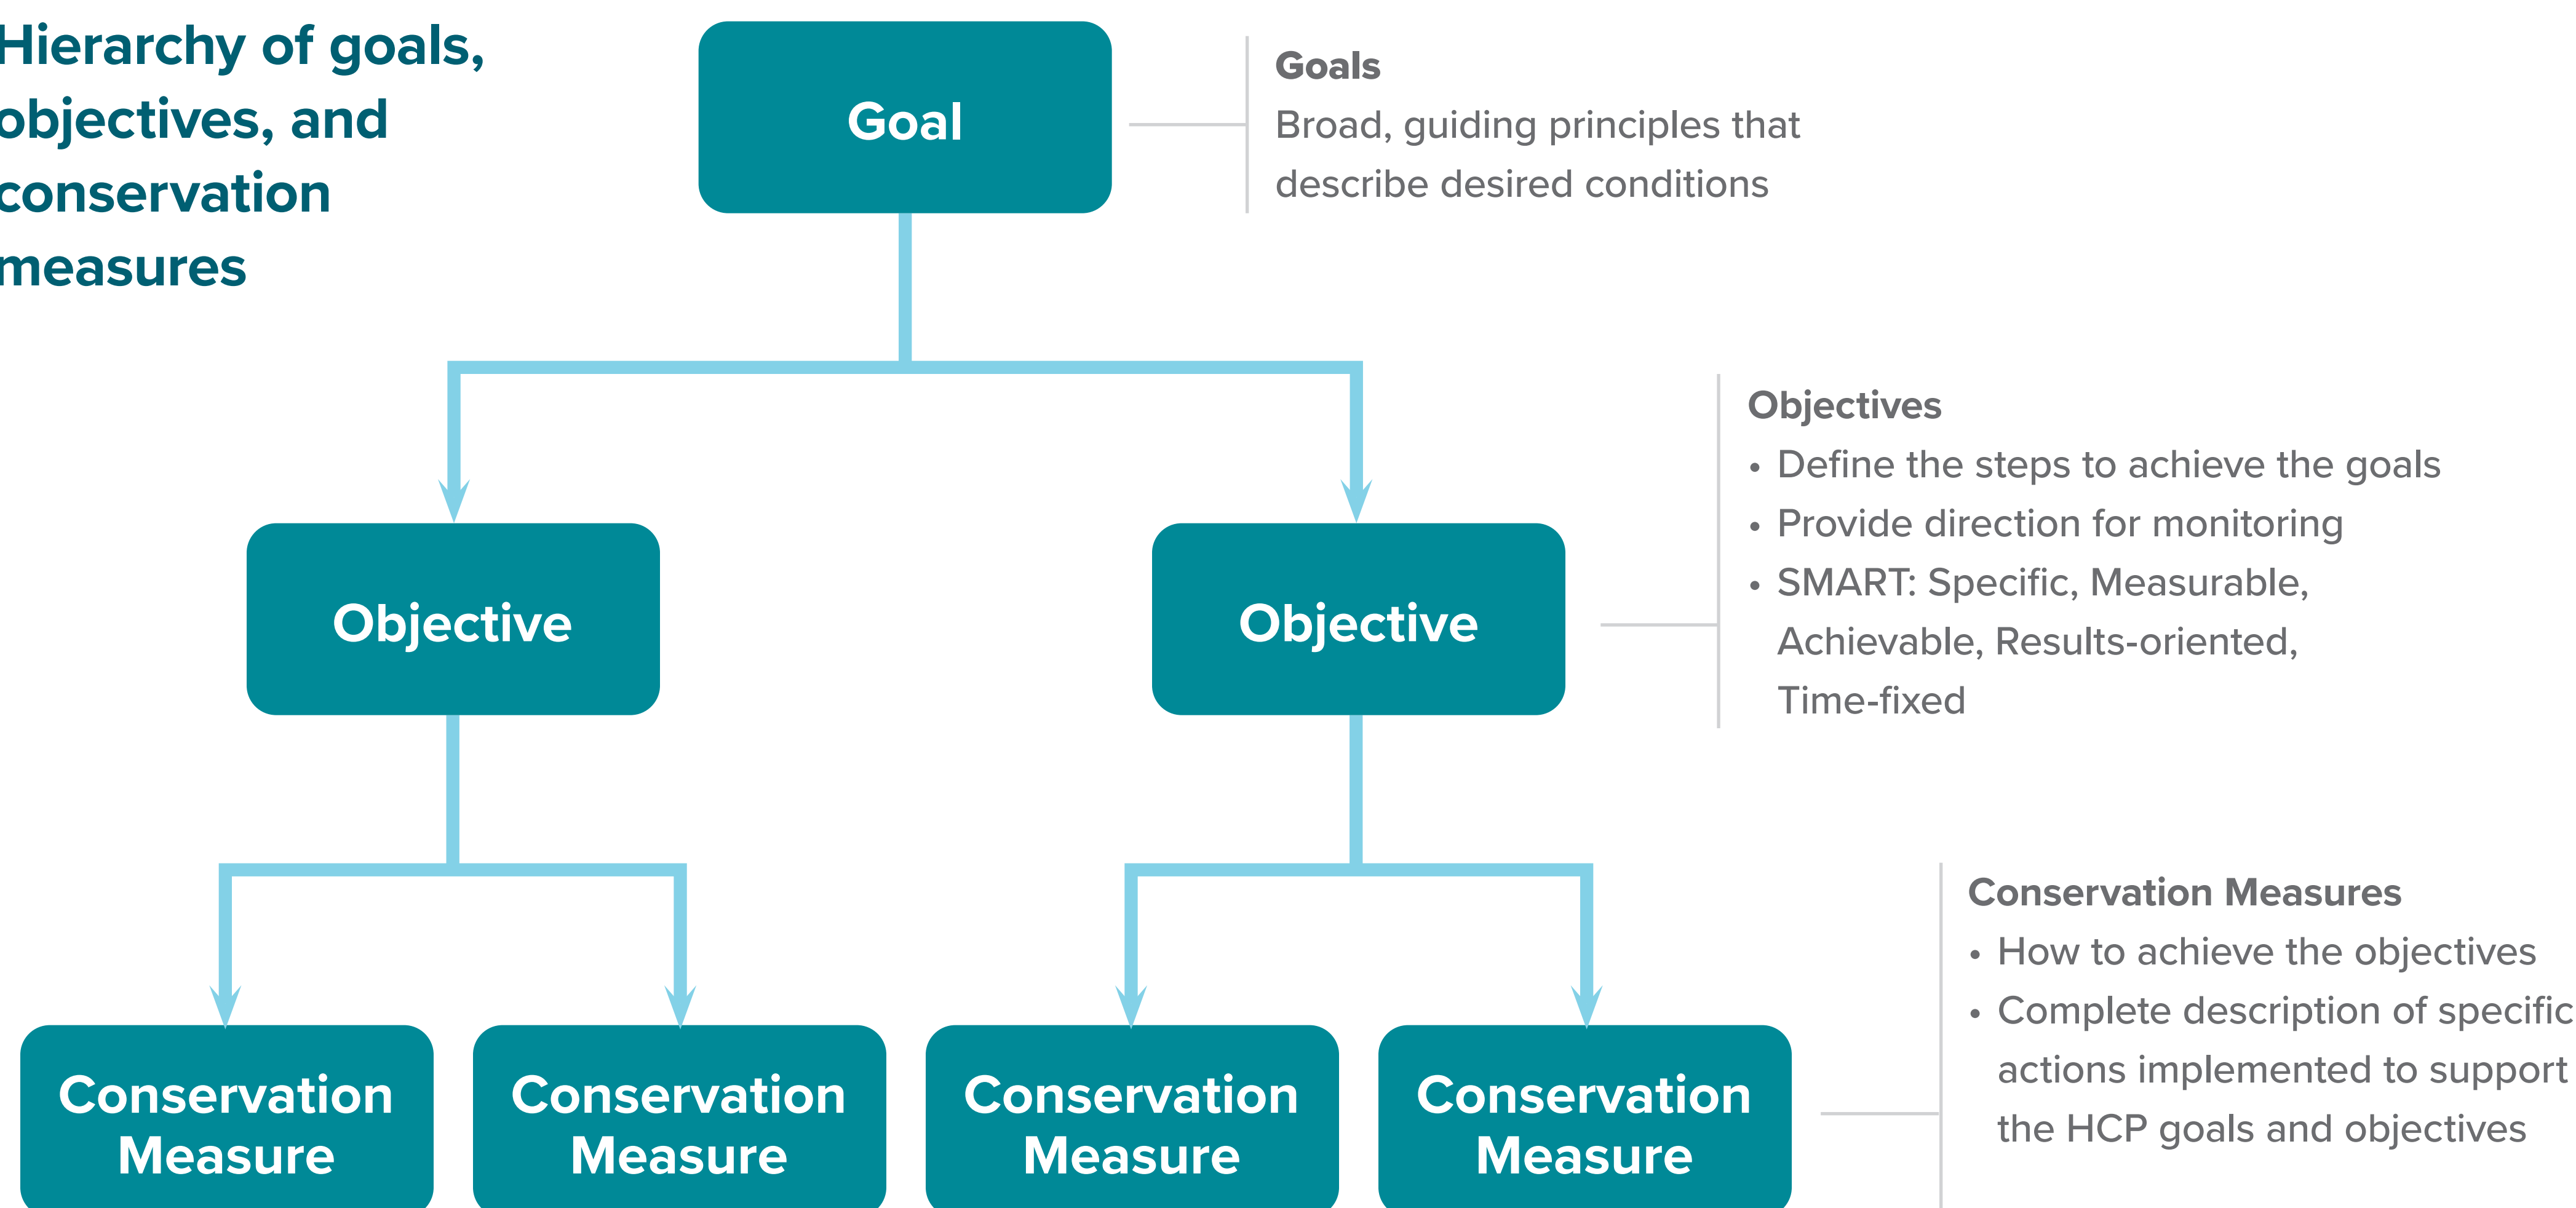 Hierarchy of goals,
objectives, and
conservation
measures
Goal
Goals
Broad, guiding principles that
describe desired conditions
Objective
Objective
Objectives
• Define the steps to achieve the goals
• Provide direction for monitoring
• SMART: Specific, Measurable,
Achievable, Results-oriented,
Time-fixed
Conservation
Measure
Conservation
Measure
Conservation
Measure
Conservation
Measure
Conservation Measures
• How to achieve the objectives
• Complete description of specific
actions implemented to support
the HCP goals and objectives